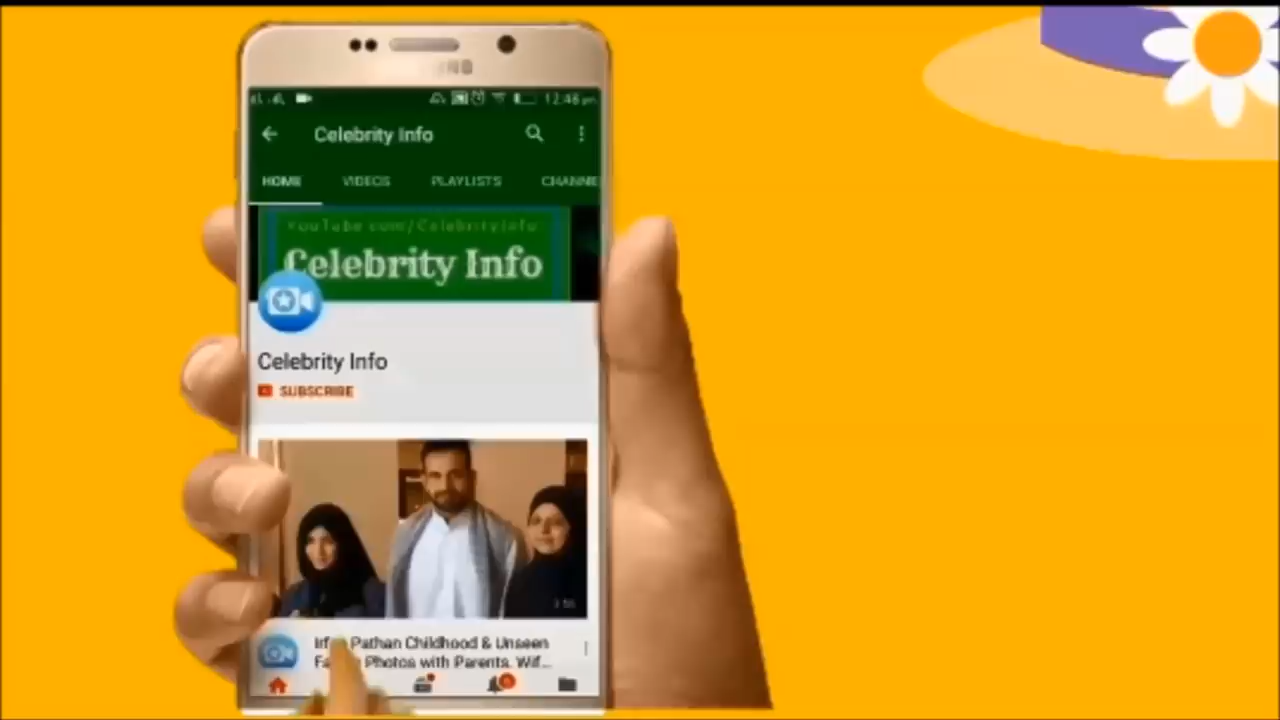 12:48 pm
Celebrity Info
HOME VIDEOS PLAYLISTS CHANNE
YouTube.com/CelebrityInfo
Celebrity Info
Celebrity Info
SUBSCRIBE
Pathan Childhood & Unseen
Photos with Parents, Wif...